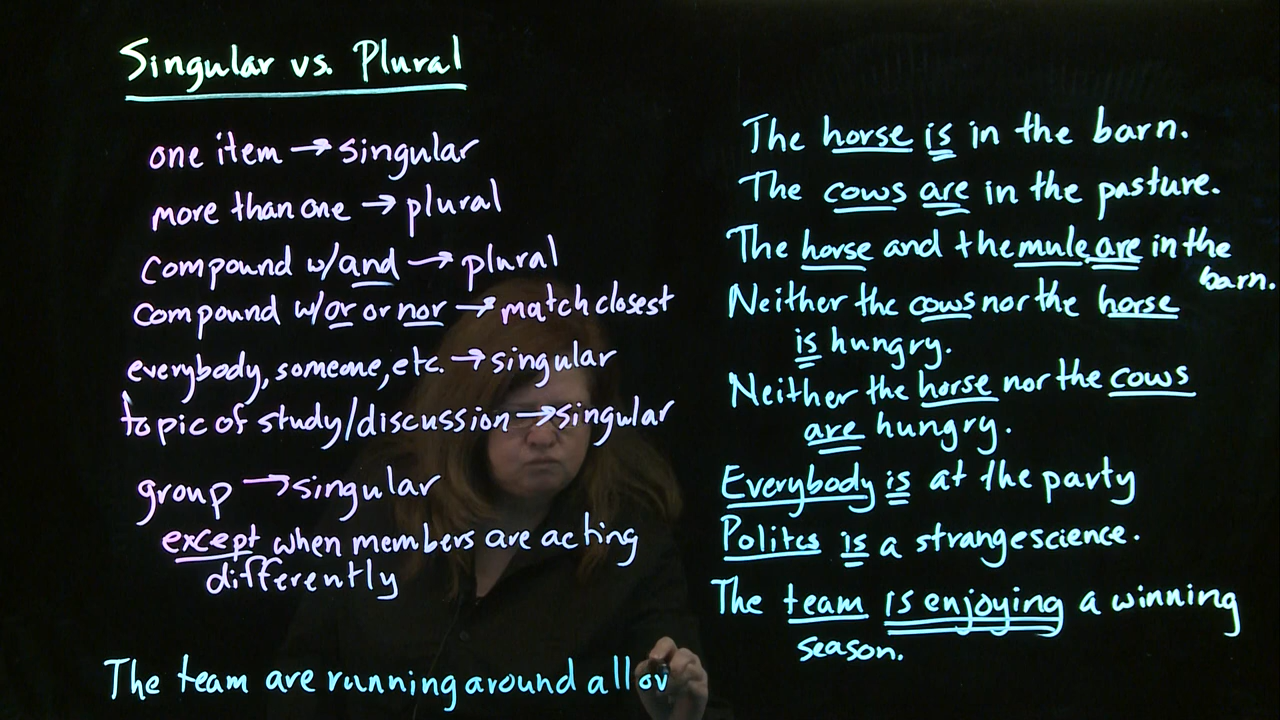 Singular vs. Plural
one item → singular
more than one → plural
compound w/and → plural
compound w/or or nor → match closest
everybody, someone, etc. → singular
topic of study/discussion → singular
group → singular
except when members are acting
differently
The team are running around all ov
The horse is in the barn.
The cows are in the pasture.
The horse and the mule are in the
barn.
Neither the cows nor the horse
is hungry.
Neither the horse nor the cows
are hungry.
Everybody is at the party
Politcs is a strange science.
The team is enjoying a winning
season.